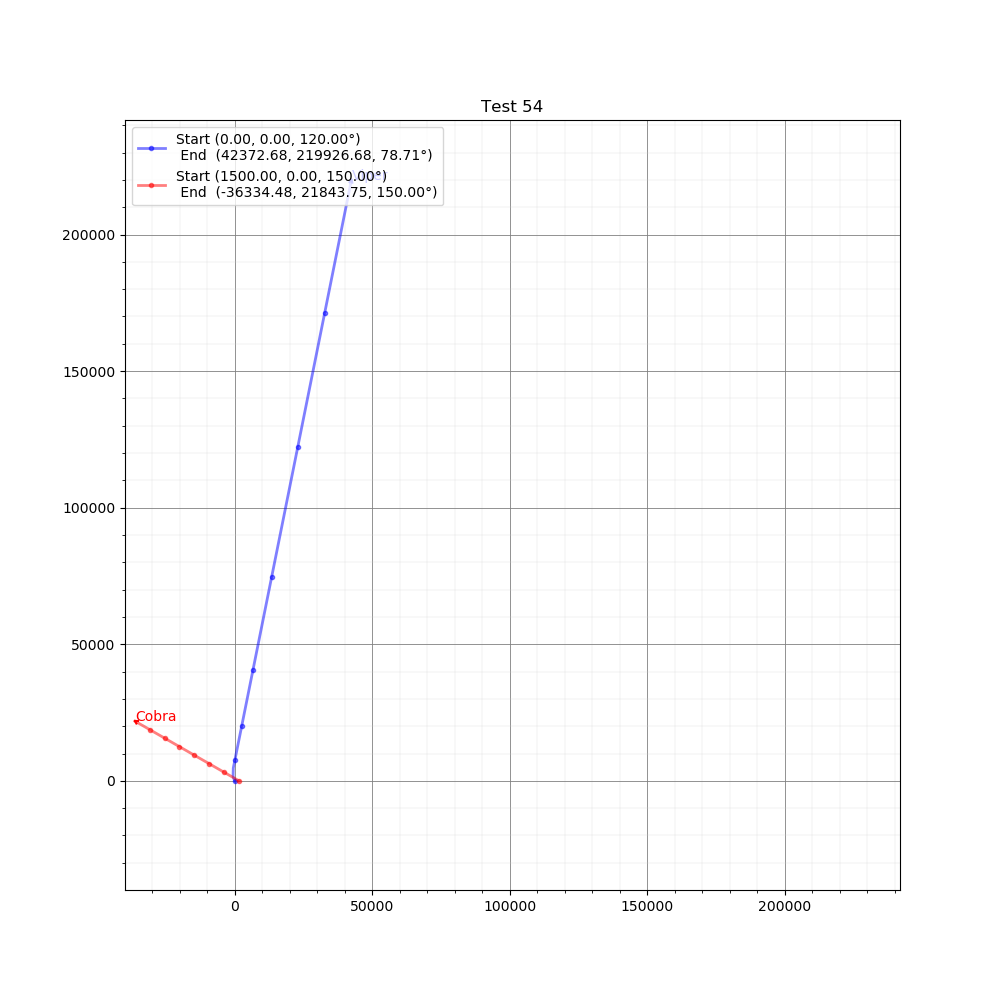 Test 54
Start (0.00, 0.00, 120.00°)
End (42372.68, 219926.68, 78.71°)
Start (1500.00, 0.00, 150.00°)
End (-36334.48, 21843.75, 150.00°)
200000
150000
100000
50000
0
Cobra
0
50000
100000
150000
200000